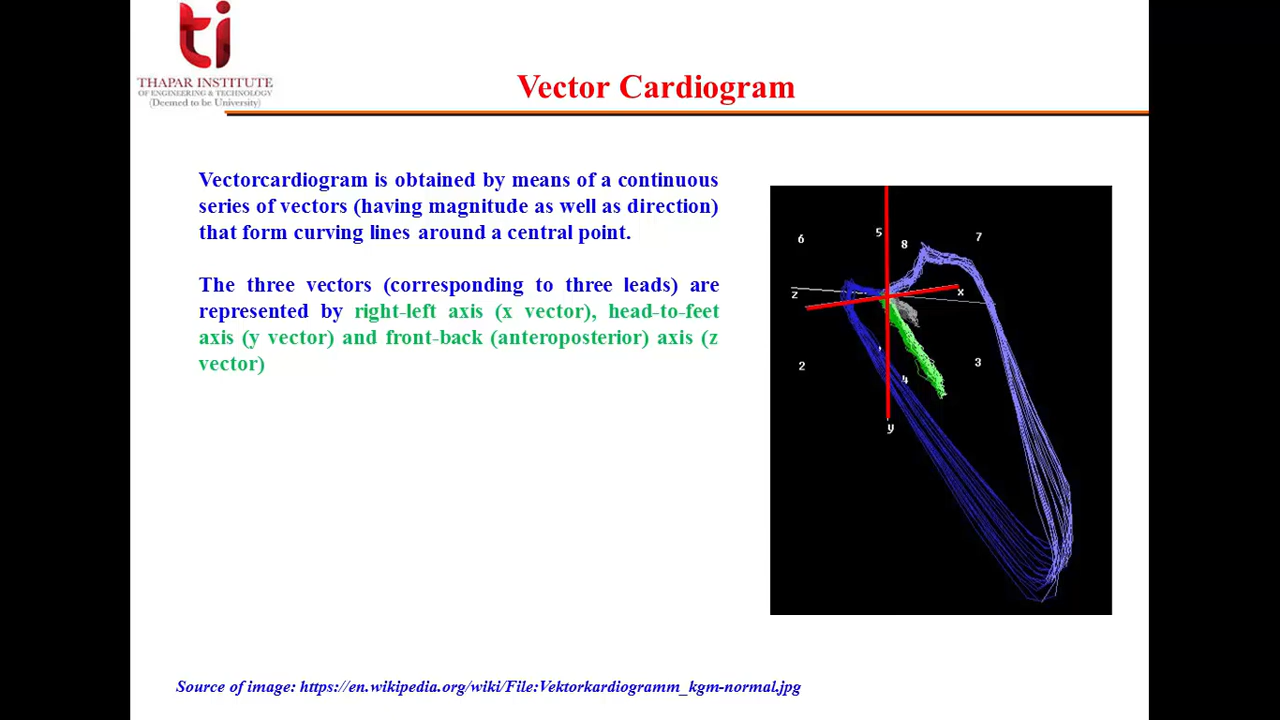 ti
THAPAR INSTITUTE
OF ENGINEERING & TECHNOLOGY
(Deemed to be University)
Vector Cardiogram
Vectorcardiogram is obtained by means of a continuous
series of vectors (having magnitude as well as direction)
that form curving lines around a central point.
The three vectors (corresponding to three leads) are
represented by right-left axis (x vector), head-to-feet
axis (y vector) and front-back (anteroposterior) axis (z
vector)
6
5
8
7
z
x
2
4
3
y
Source of image: https://en.wikipedia.org/wiki/File:Vektorkardiogramm_kgm-normal.jpg